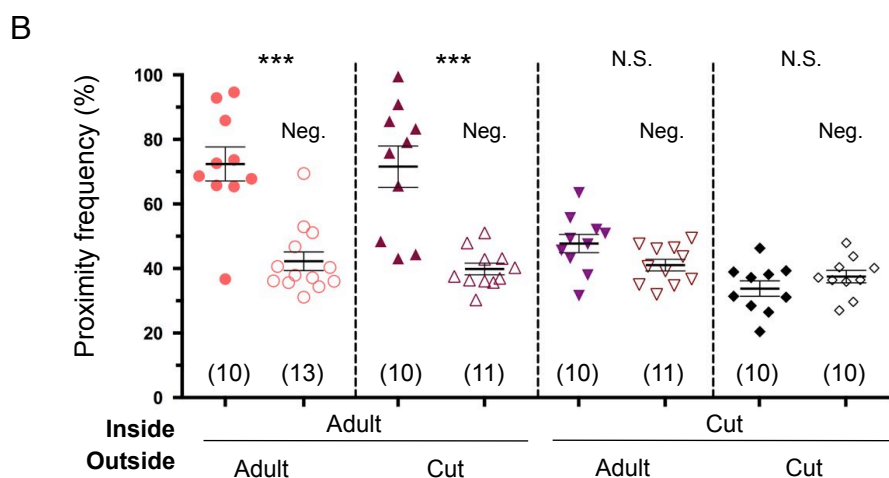 B
*** *** N.S. N.S.
Proximity frequency (%)
100
80
60
40
20
0
Neg. Neg. Neg. Neg.
(10) (13) (10) (11) (10) (11) (10) (10)
Inside Adult Cut
Outside Adult Cut Adult Cut